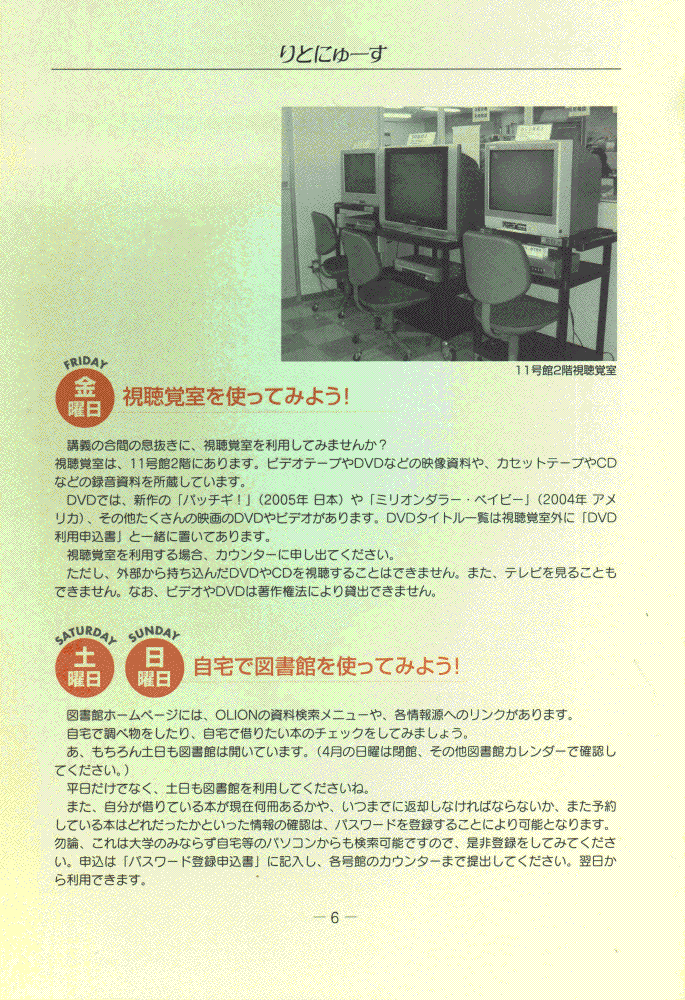 りとにゅーす
11号館2階視聴覚室
FRIDAY
金
曜日
視聴覚室を使ってみよう!
講義の合間の息抜きに、視聴覚室を利用してみませんか？
視聴覚室は、11号館2階にあります。ビデオテープやDVDなどの映像資料や、カセットテープやCD
などの録音資料を所蔵しています。
DVDでは、新作の「パッチギ！」（2005年 日本）や「ミリオンダラー・ベイビー」（2004年 アメ
リカ）、その他たくさんの映画のDVDやビデオがあります。DVDタイトル一覧は視聴覚室外に「DVD
利用申込書」と一緒に置いてあります。
視聴覚室を利用する場合、カウンターに申し出てください。
ただし、外部から持ち込んだDVDやCDを視聴することはできません。また、テレビを見ることも
できません。なお、ビデオやDVDは著作権法により貸出できません。
SATURDAY
土
曜日
SUNDAY
日
曜日
自宅で図書館を使ってみよう!
図書館ホームページには、OLIONの資料検索メニューや、各情報源へのリンクがあります。
自宅で調べ物をしたり、自宅で借りたい本のチェックをしてみましょう。
あ、もちろん土日も図書館は開いています。（4月の日曜は閉館、その他図書館カレンダーで確認し
てください。）
平日だけでなく、土日も図書館を利用してくださいね。
また、自分が借りている本が現在何冊あるかや、いつまでに返却しなければならないか、また予約
している本はどれだったかといった情報の確認は、パスワードを登録することにより可能となります。
勿論、これは大学のみならず自宅等のパソコンからも検索可能ですので、是非登録をしてみてくださ
い。申込は「パスワード登録申込書」に記入し、各号館のカウンターまで提出してください。翌日か
ら利用できます。
― 6 ―